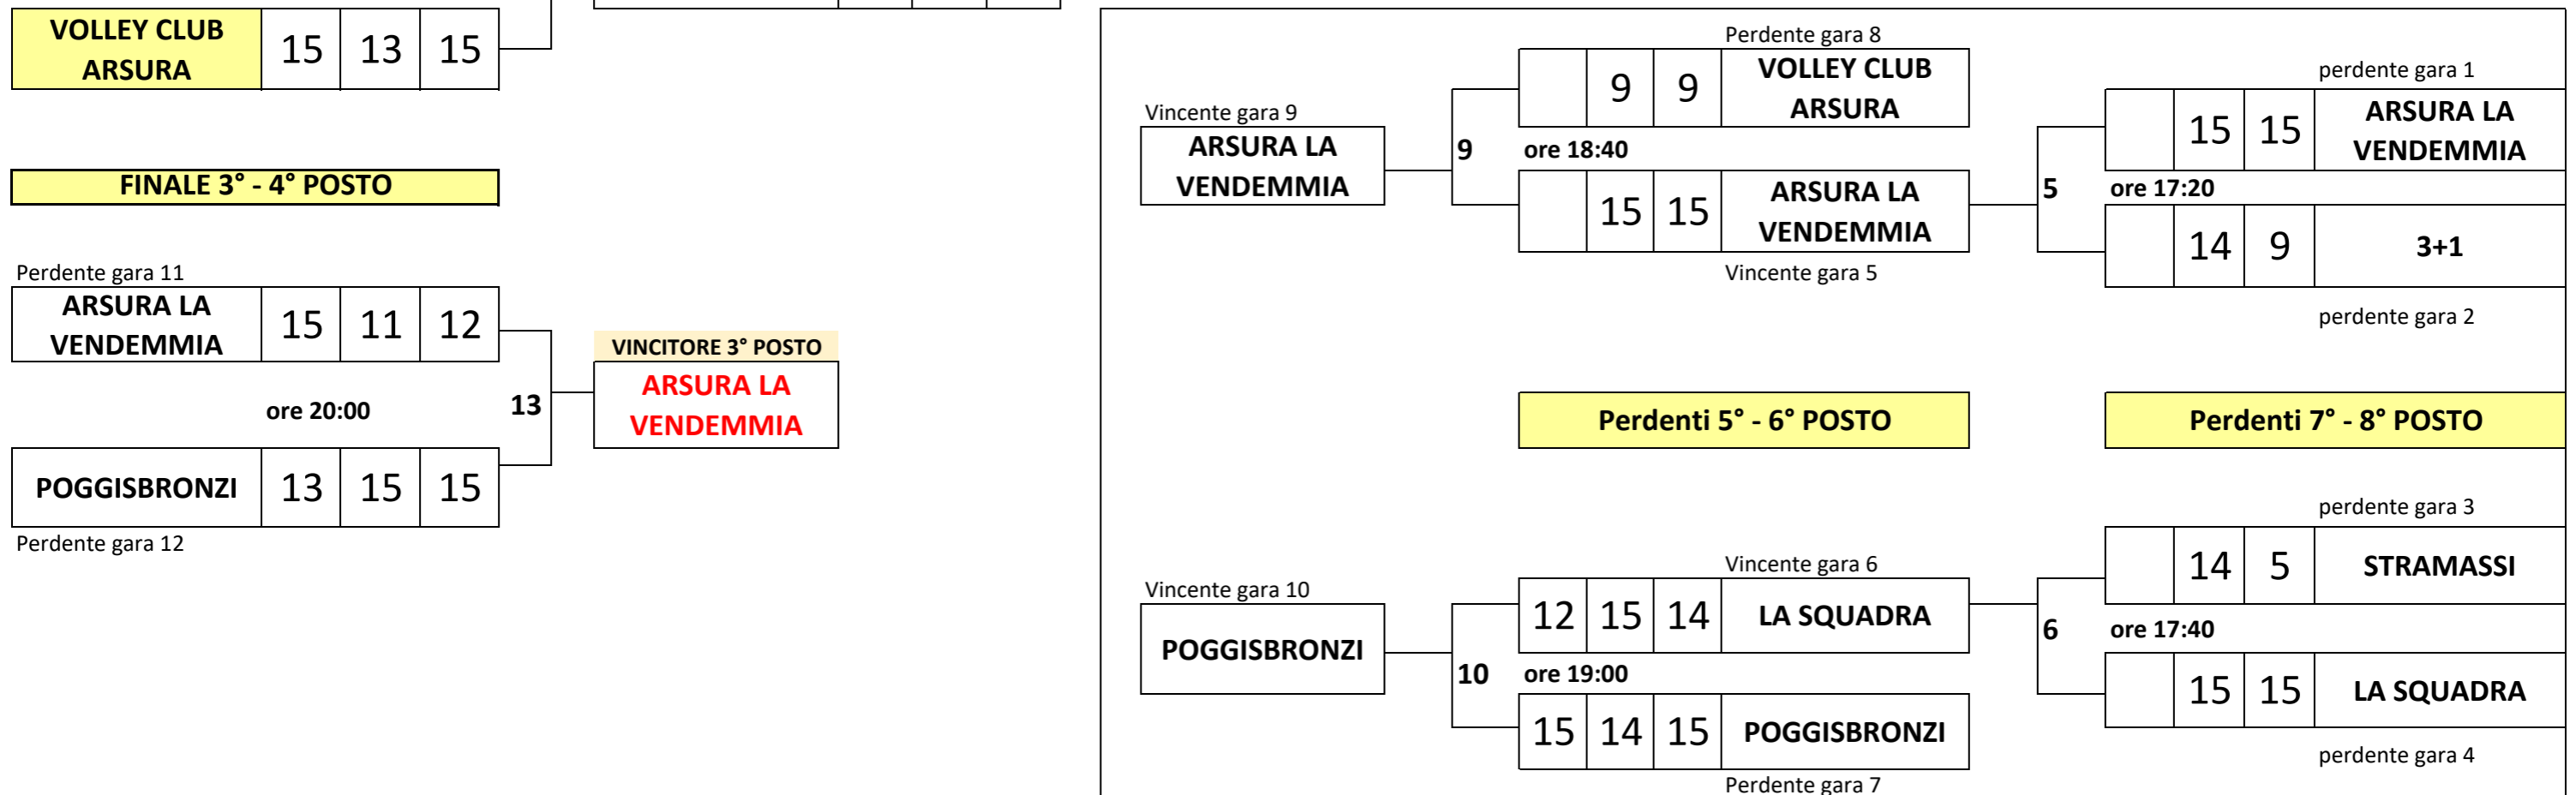 VOLLEY CLUB
ARSURA
15 13 15
FINALE 3° - 4° POSTO
Perdente gara 11
ARSURA LA
VENDEMMIA
15 11 12
ore 20:00
13
POGGISBRONZI 13 15 15
Perdente gara 12
VINCITORE 3° POSTO
ARSURA LA
VENDEMMIA
Vincente gara 9
ARSURA LA
VENDEMMIA
9
Perdente gara 8
9 9
VOLLEY CLUB
ARSURA
ore 18:40
15 15
ARSURA LA
VENDEMMIA
Vincente gara 5
5
perdente gara 1
15 15
ARSURA LA
VENDEMMIA
ore 17:20
14 9 3+1
perdente gara 2
Perdenti 5° - 6° POSTO
Perdenti 7° - 8° POSTO
Vincente gara 10
POGGISBRONZI
10
Vincente gara 6
12 15 14 LA SQUADRA
ore 19:00
15 14 15 POGGISBRONZI
Perdente gara 7
6
perdente gara 3
14 5 STRAMASSI
ore 17:40
15 15 LA SQUADRA
perdente gara 4